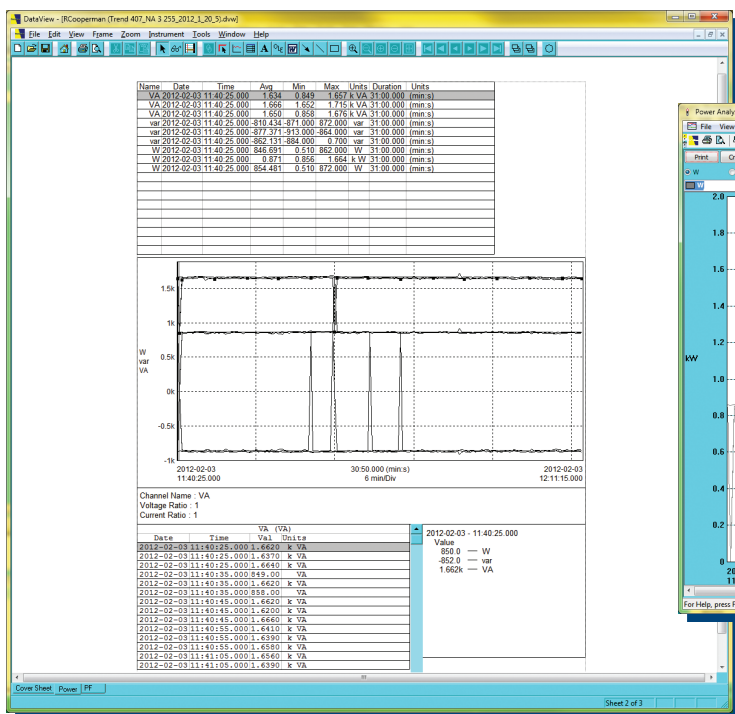 DataView - [RCooperman (Trend 407_NA 3 255_2012_1_20_5).dvw]
File Edit View Frame Zoom Instrument Tools Window Help
Name Date Time Avg Min Max Units Duration Units
VA 2012-02-03 11:40:25.000 1.634 0.849 1.657 k VA 31:00.000 (min:s)
VA 2012-02-03 11:40:25.000 1.666 1.652 1.715 k VA 31:00.000 (min:s)
VA 2012-02-03 11:40:25.000 1.650 0.858 1.676 k VA 31:00.000 (min:s)
var 2012-02-03 11:40:25.000 -810.434 -871.000 872.000 var 31:00.000 (min:s)
var 2012-02-03 11:40:25.000 -877.371 -913.000 -864.000 var 31:00.000 (min:s)
var 2012-02-03 11:40:25.000 -862.131 -884.000 0.700 var 31:00.000 (min:s)
W 2012-02-03 11:40:25.000 846.691 0.510 862.000 W 31:00.000 (min:s)
W 2012-02-03 11:40:25.000 0.871 0.856 1.664 k W 31:00.000 (min:s)
W 2012-02-03 11:40:25.000 854.481 0.510 872.000 W 31:00.000 (min:s)
1.5k
1k
W
var
VA
0.5k
0k
-0.5k
-1k
2012-02-03 30:50.000 (min:s) 2012-02-03
11:40:25.000 6 min/Div 12:11:15.000
Channel Name : VA
Voltage Ratio : 1
Current Ratio : 1
VA (VA)
Date Time Val Units
2012-02-03 11:40:25.000 1.6620 k VA
2012-02-03 11:40:25.000 1.6370 k VA
2012-02-03 11:40:25.000 1.6640 k VA
2012-02-03 11:40:35.000 849.00 VA
2012-02-03 11:40:35.000 1.6620 k VA
2012-02-03 11:40:35.000 858.00 VA
2012-02-03 11:40:45.000 1.6620 k VA
2012-02-03 11:40:45.000 1.6200 k VA
2012-02-03 11:40:45.000 1.6660 k VA
2012-02-03 11:40:55.000 1.6410 k VA
2012-02-03 11:40:55.000 1.6390 k VA
2012-02-03 11:40:55.000 1.6580 k VA
2012-02-03 11:41:05.000 1.6560 k VA
2012-02-03 11:41:05.000 1.6390 k VA
2012-02-03 - 11:40:25.000
Value
850.0 — W
-852.0 — var
1.662k — VA
Cover Sheet Power PF
Sheet 2 of 3
Power Analy
File View
Print Cr
W
W
2.0
1.8
1.6
1.4
1.2
kW
1.0
0.8
0.6
0.4
0.2
0
20
11
For Help, press F